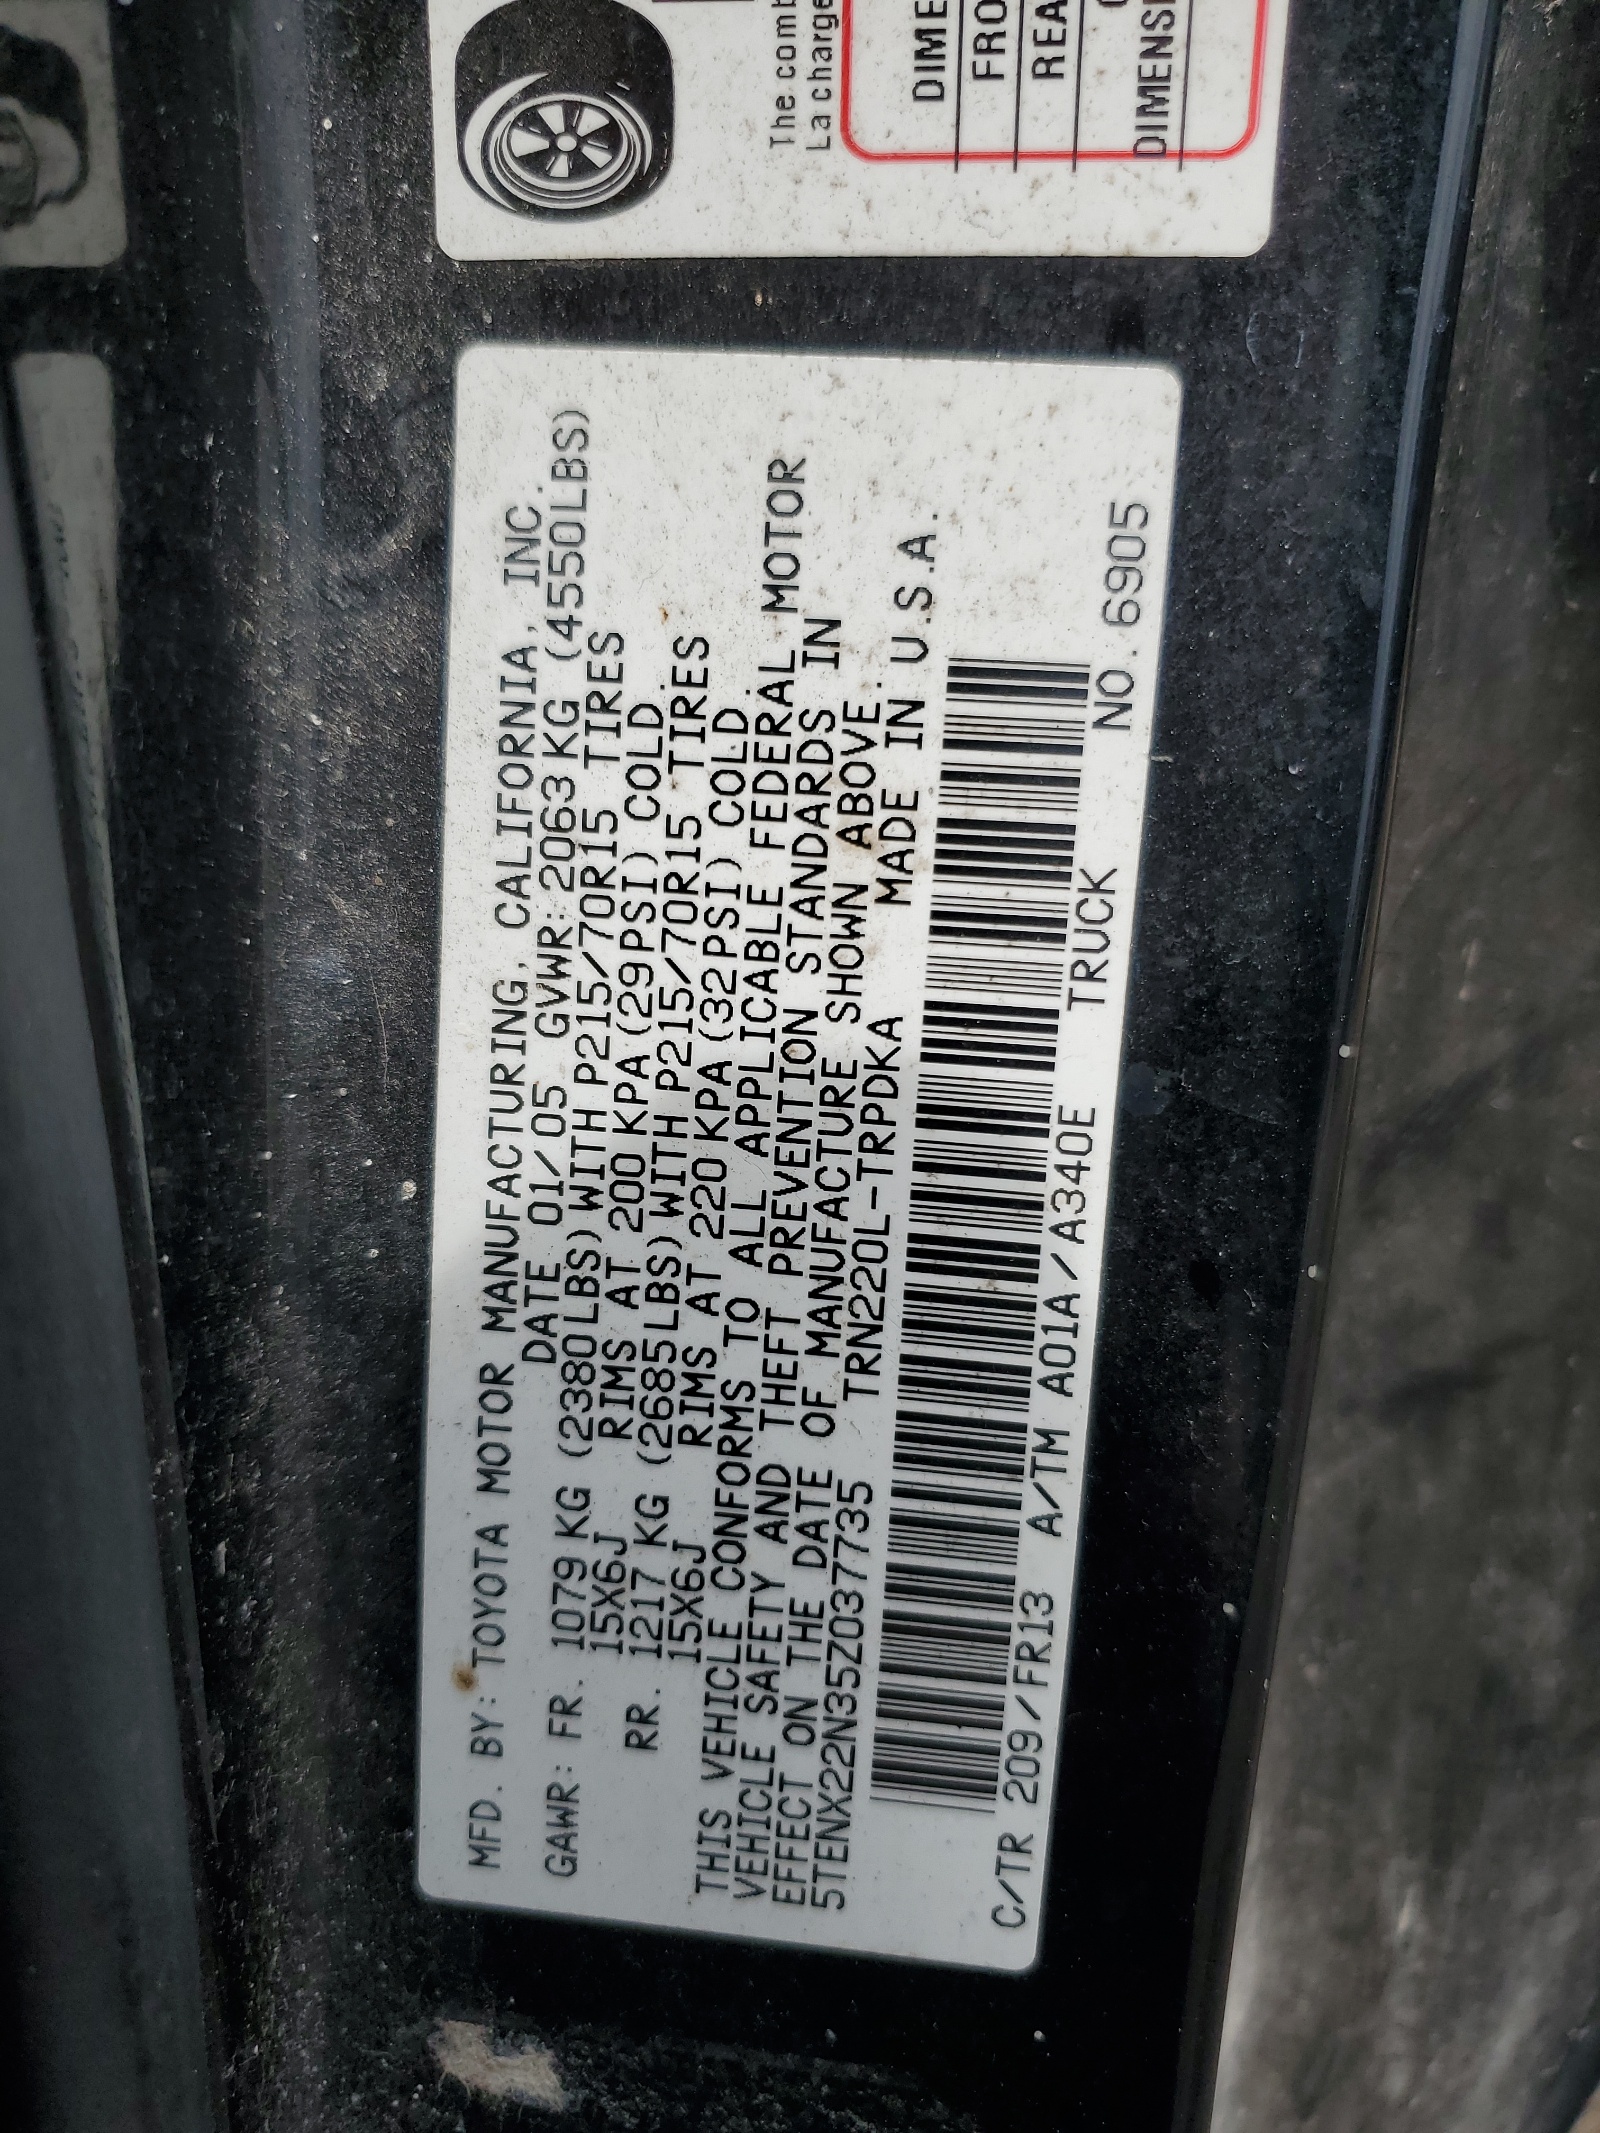 MFD. BY: TOYOTA MOTOR MANUFACTURING, CALIFORNIA, INC.
DATE 01/05 GVWR: 2063 KG (4550LBS)
GAWR: FR. 1079 KG (2380LBS) WITH P215/70R15 TIRES
15X6J RIMS AT 200 KPA (29PSI) COLD.
RR. 1217 KG (2685LBS) WITH P215/70R15 TIRES
15X6J RIMS AT 220 KPA (32PSI) COLD.
THIS VEHICLE CONFORMS TO ALL APPLICABLE FEDERAL MOTOR
VEHICLE SAFETY AND THEFT PREVENTION STANDARDS IN
EFFECT ON THE DATE OF MANUFACTURE SHOWN ABOVE.
5TENX22N35Z037735 TRN220L-TRPDKA MADE IN U.S.A.
C/TR 209/FR13 A/TM A01A/A340E TRUCK NO. 6905
The comb
La charge
DIME
FRO
REA
DIMENSI